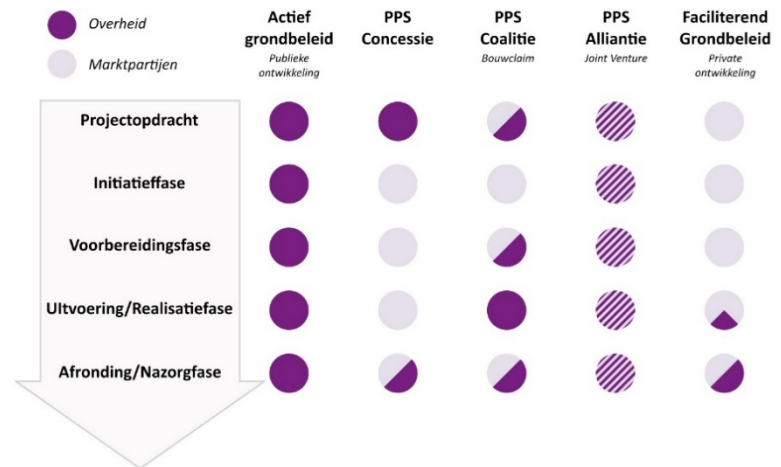 Overheid
Marktpartijen
Actief
grondbeleid
Publieke
ontwikkeling
PPS
Concessie
PPS
Coalitie
Bouwclaim
PPS
Alliantie
Joint Venture
Faciliterend
Grondbeleid
Private
ontwikkeling
Projectopdracht
Initiatieffase
Voorbereidingsfase
UItvoering/Realisatiefase
Afronding/Nazorgfase